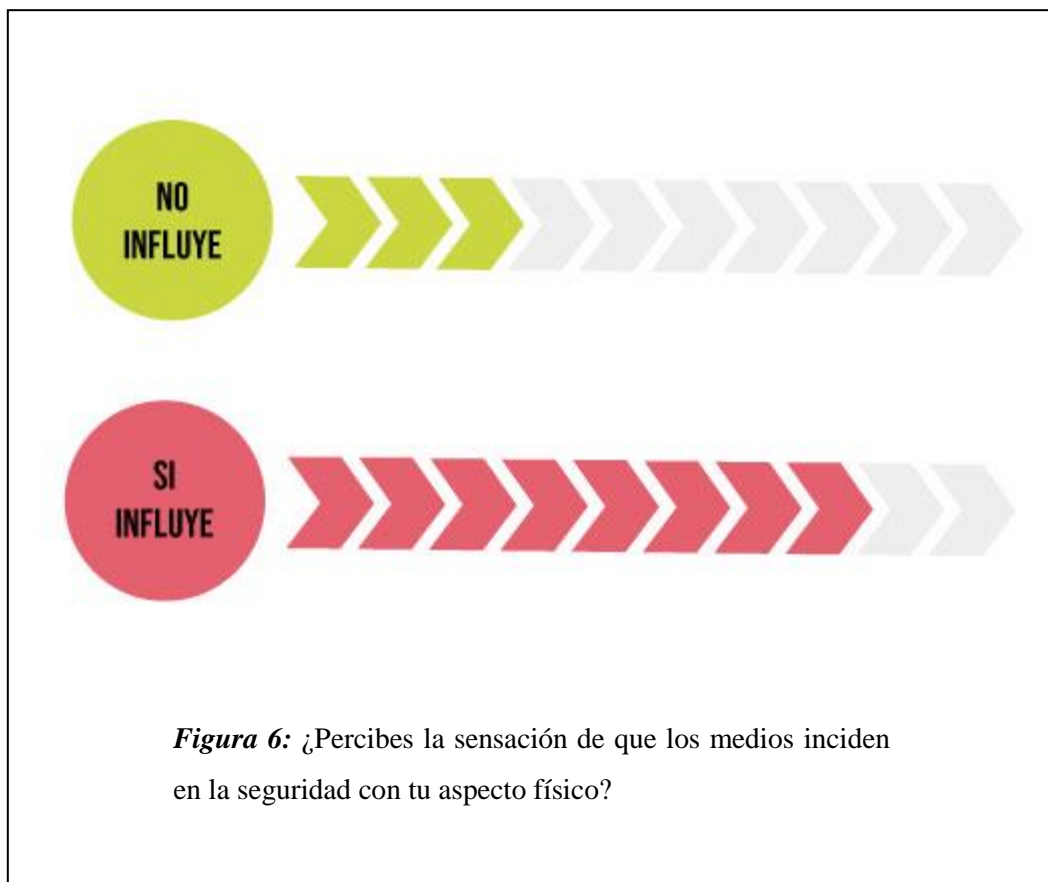 NO
INFLUYE
SI
INFLUYE
Figura 6: ¿Percibes la sensación de que los medios inciden
en la seguridad con tu aspecto físico?